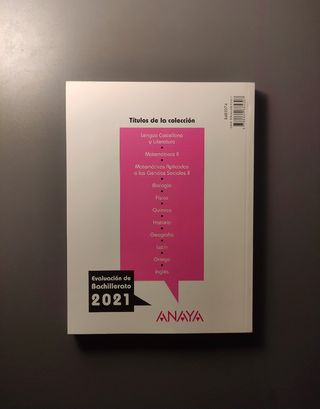 Títulos de la colección
Lengua Castellana
y Literatura
Matemáticas II
Matemáticas Aplicadas
a las Ciencias Sociales II
Biología
Física
Química
Historia
Geografía
Latín
Griego
Inglés
Evaluación de
Bachillerato
2021
ANAYA